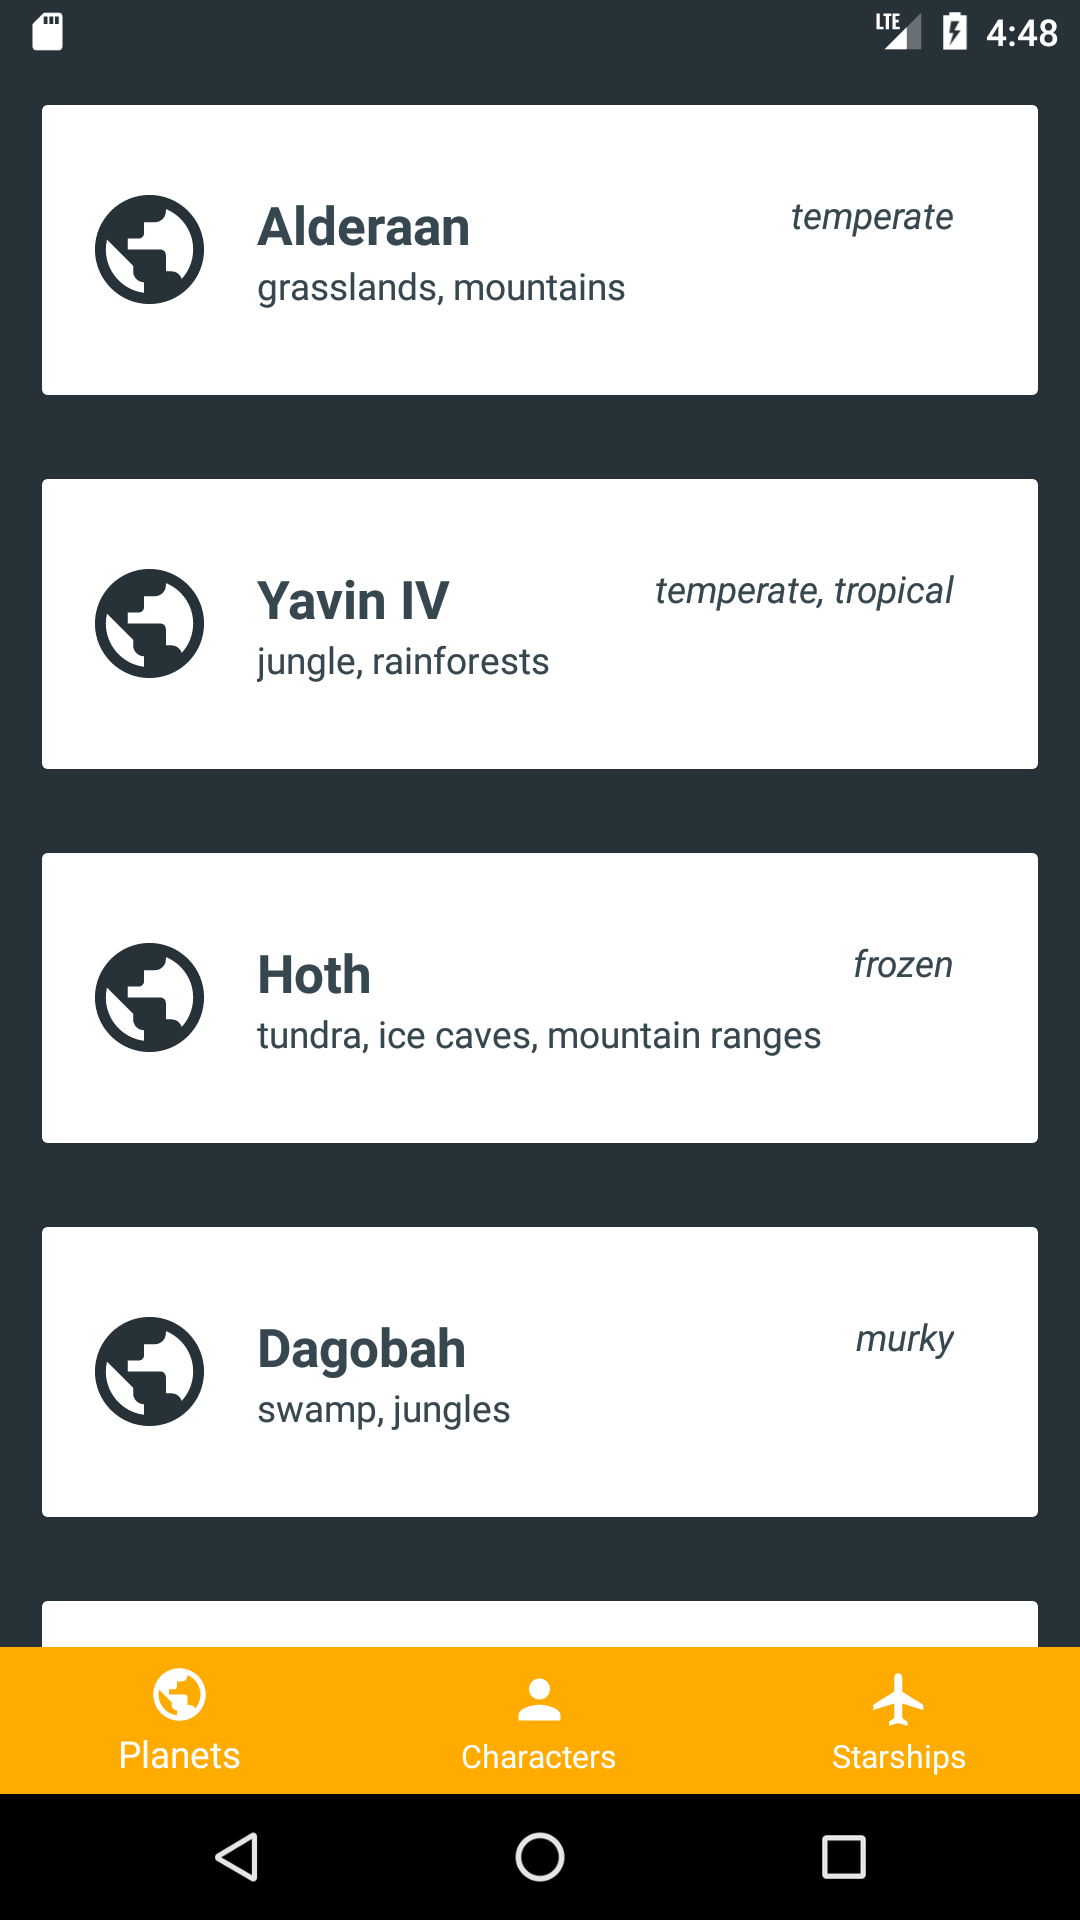 LTE 4:48
Alderaan temperate
grasslands, mountains
Yavin IV temperate, tropical
jungle, rainforests
Hoth frozen
tundra, ice caves, mountain ranges
Dagobah murky
swamp, jungles
Planets Characters Starships